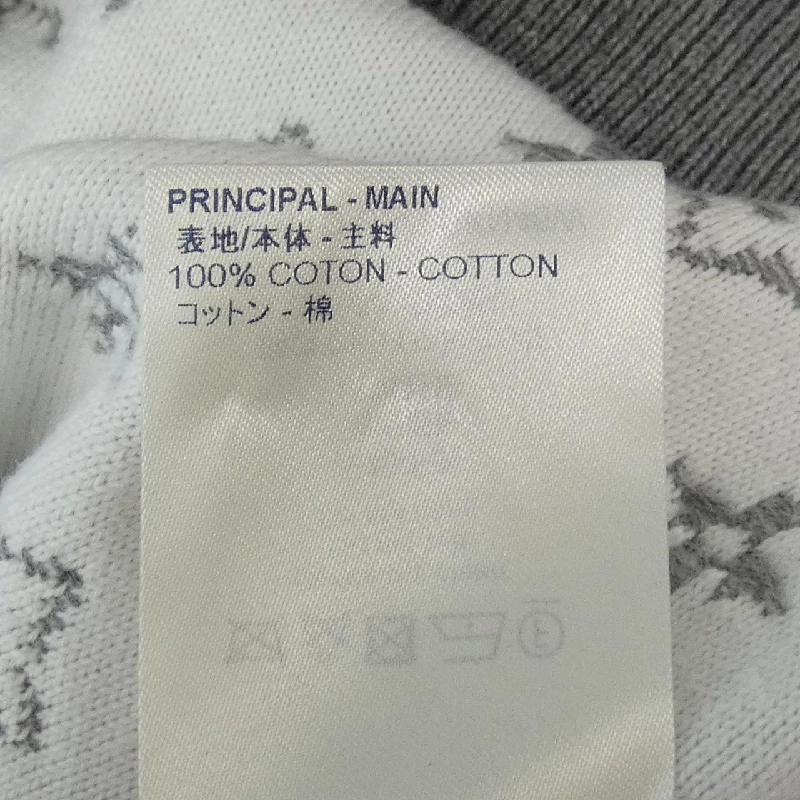 PRINCIPAL - MAIN
表地/本体 - 主料
100% COTON - COTTON
コットン - 棉